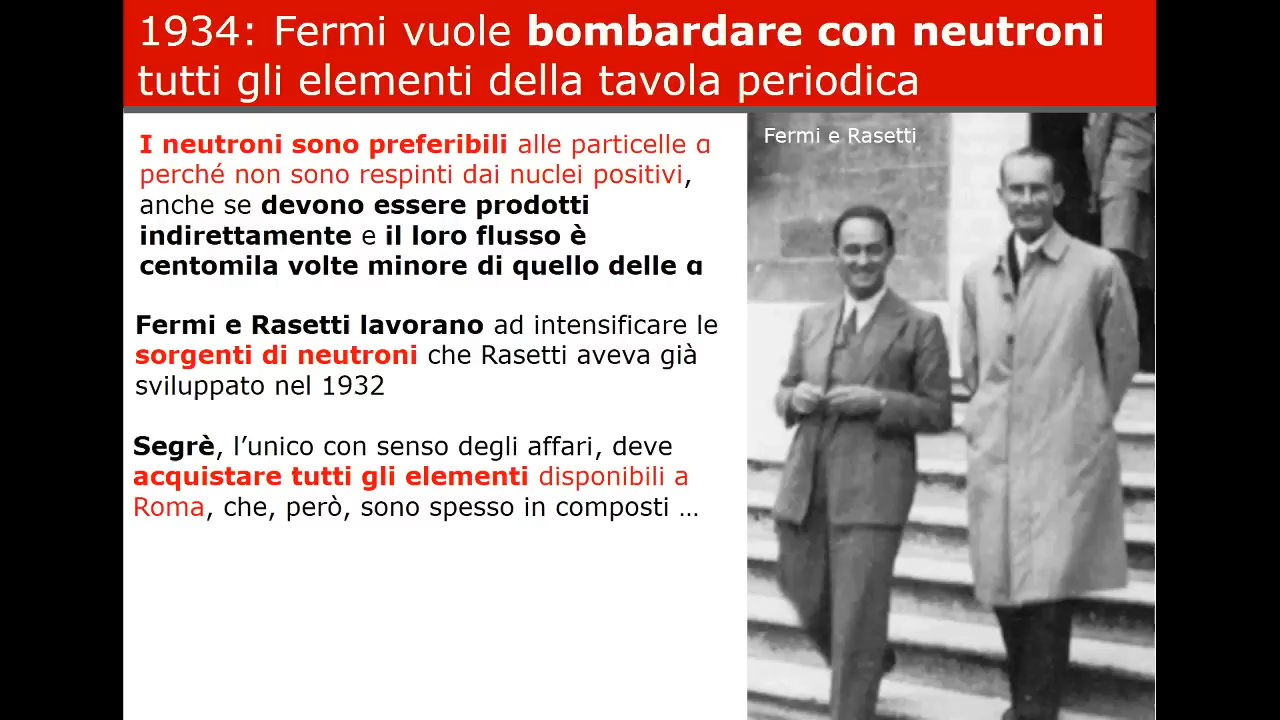 1934: Fermi vuole bombardare con neutroni
tutti gli elementi della tavola periodica
I neutroni sono preferibili alle particelle α
perché non sono respinti dai nuclei positivi,
anche se devono essere prodotti
indirettamente e il loro flusso è
centomila volte minore di quello delle α
Fermi e Rasetti lavorano ad intensificare le
sorgenti di neutroni che Rasetti aveva già
sviluppato nel 1932
Segrè, l’unico con senso degli affari, deve
acquistare tutti gli elementi disponibili a
Roma, che, però, sono spesso in composti …
Fermi e Rasetti